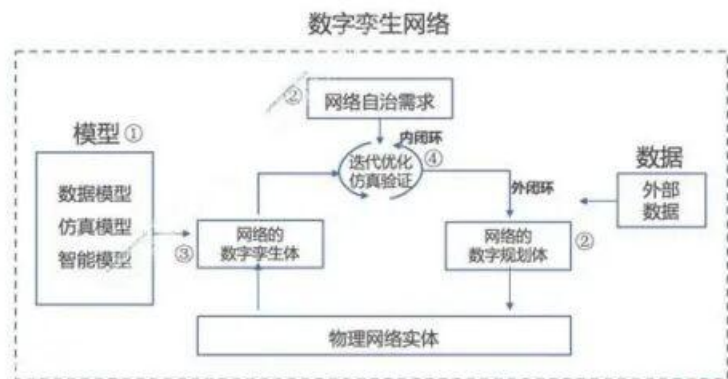 数字孪生网络
② 网络自治需求
模型 ①
内闭环
迭代优化
仿真验证
④
数据
数据模型
仿真模型
智能模型
外闭环
外部
数据
③
网络的
数字孪生体
网络的
数字规划体
②
物理网络实体